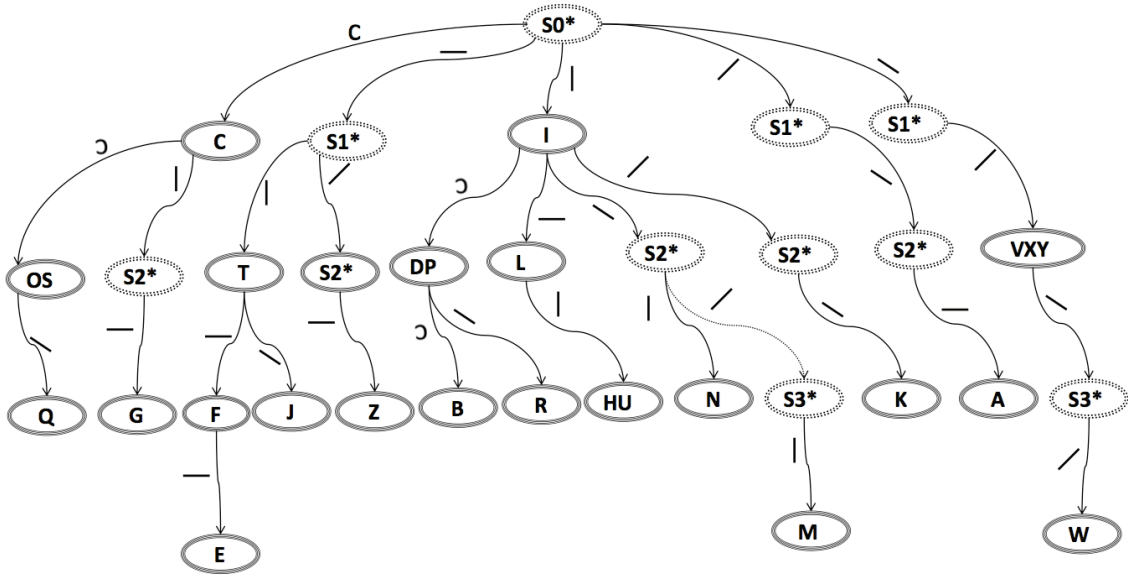 S0*
C
C
S1*
I
S1*
S1*
Ɔ
Ɔ
OS
S2*
T
S2*
DP
L
S2*
S2*
S2*
VXY
Ɔ
Q
G
F
J
Z
B
R
HU
N
S3*
K
A
S3*
E
M
W